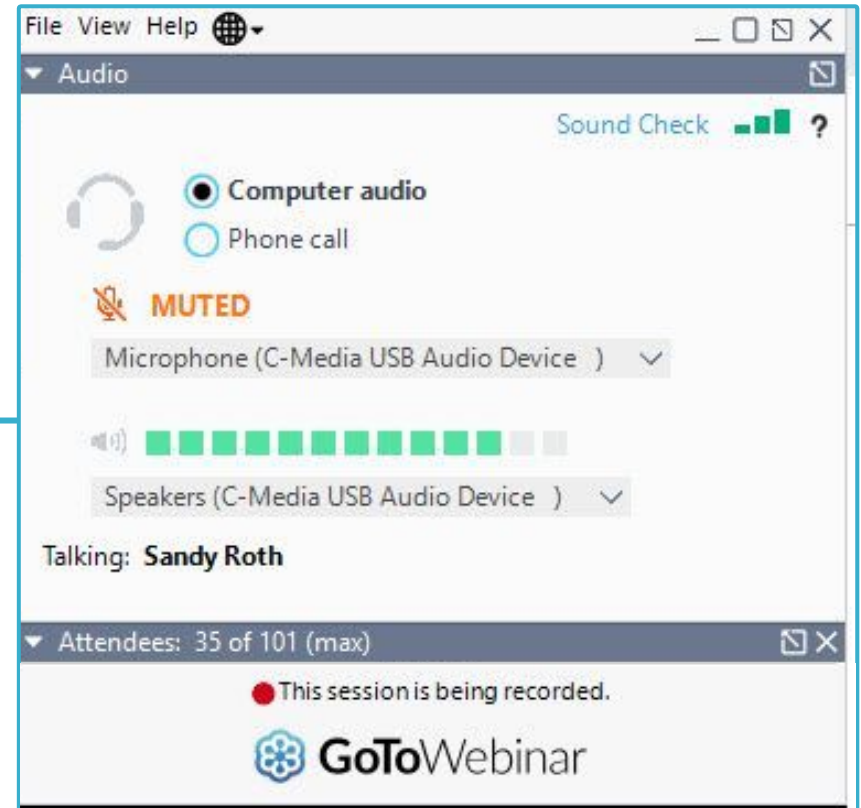 File View Help
Audio
Sound Check ?
Computer audio
Phone call
MUTED
Microphone (C-Media USB Audio Device )
Speakers (C-Media USB Audio Device )
Talking: Sandy Roth
Attendees: 35 of 101 (max)
This session is being recorded.
GoToWebinar